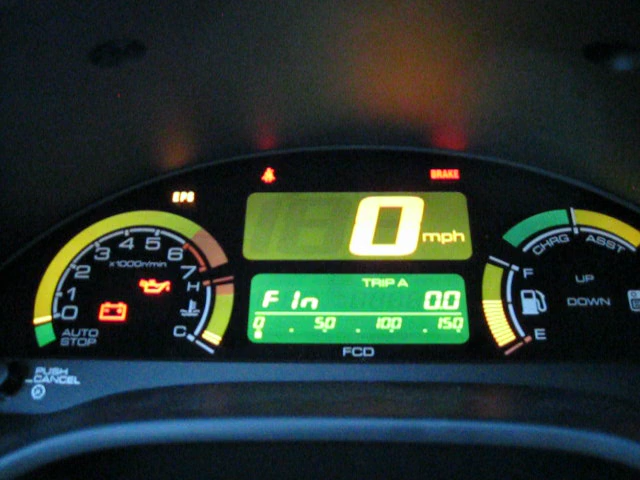 BRAKE
EPS
0 mph
0 1 2 3 4 5 6 7
x1000r/min
AUTO
STOP
H
C
TRIP A
F In 0.0
0 . 50 . 100 . 150
FCD
CHRG ASST
F
E
UP
DOWN
PUSH
CANCEL